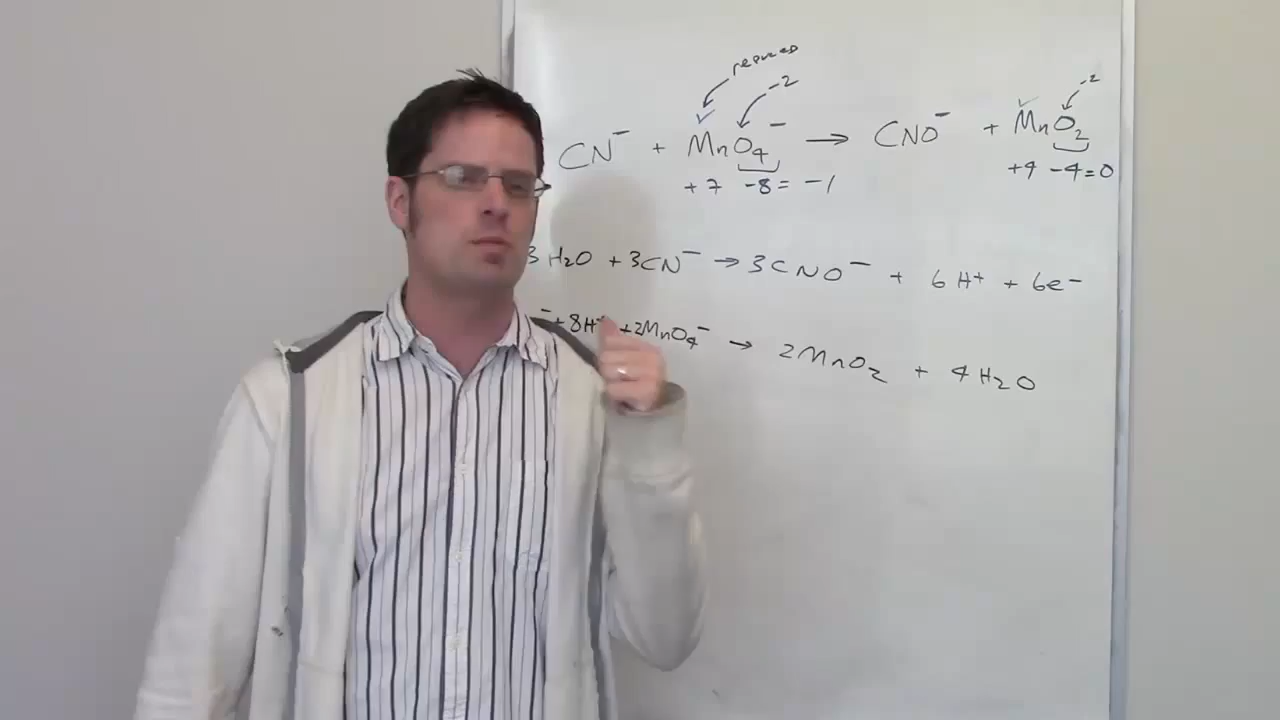 reduced
-2
-2
CN⁻ + MnO₄⁻ → CNO⁻ + MnO₂
+7 -8 = -1
+4 -4=0
3H₂O + 3CN⁻ → 3CNO⁻ + 6H⁺ + 6e⁻
⁻+8H⁺ +2MnO₄⁻ → 2MnO₂ + 4H₂O